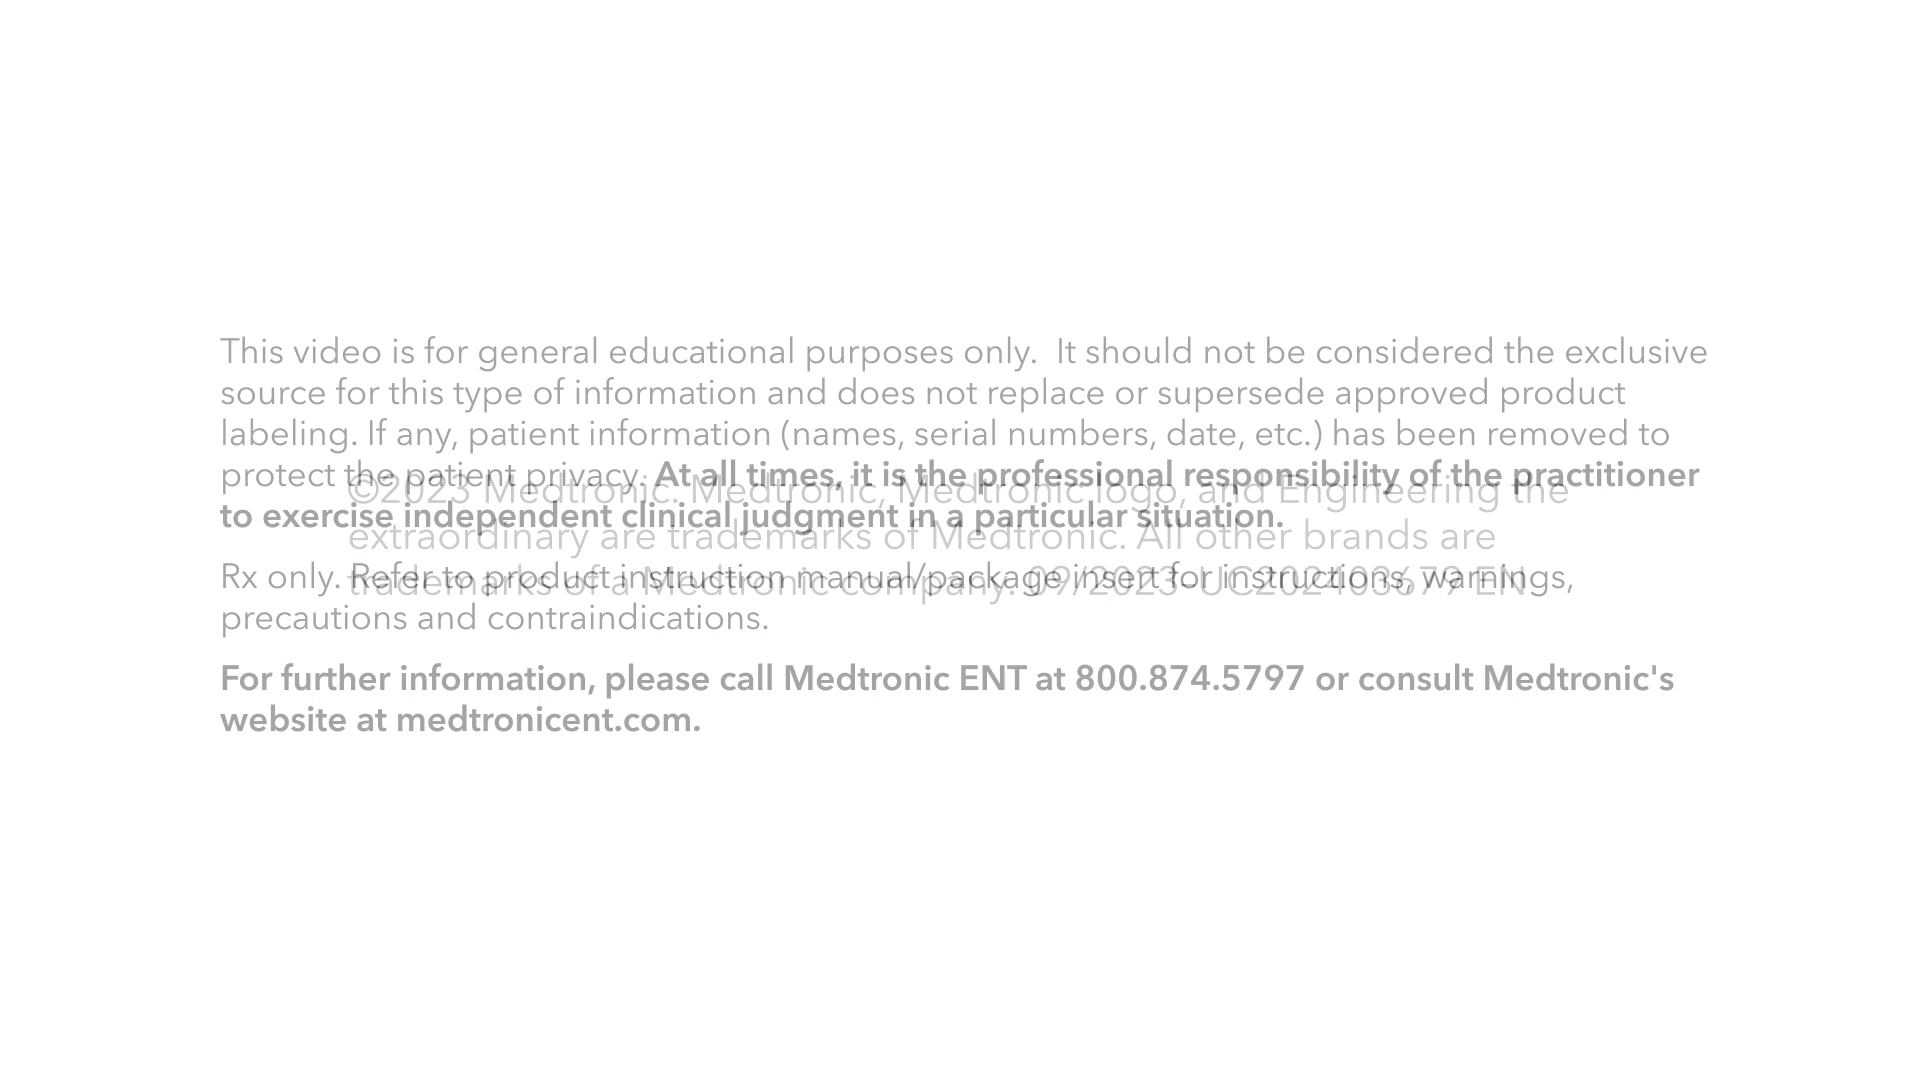 This video is for general educational purposes only.  It should not be considered the exclusive
source for this type of information and does not replace or supersede approved product
labeling. If any, patient information (names, serial numbers, date, etc.) has been removed to
protect the patient privacy. At all times, it is the professional responsibility of the practitioner
to exercise independent clinical judgment in a particular situation.
Rx only. Refer to product instruction manual/package insert for instructions, warnings,
precautions and contraindications.
For further information, please call Medtronic ENT at 800.874.5797 or consult Medtronic's
website at medtronicent.com.
©2023 Medtronic. Medtronic, Medtronic logo, and Engineering the
extraordinary are trademarks of Medtronic. All other brands are
trademarks of a Medtronic company. 09/2023-UC202403679 EN